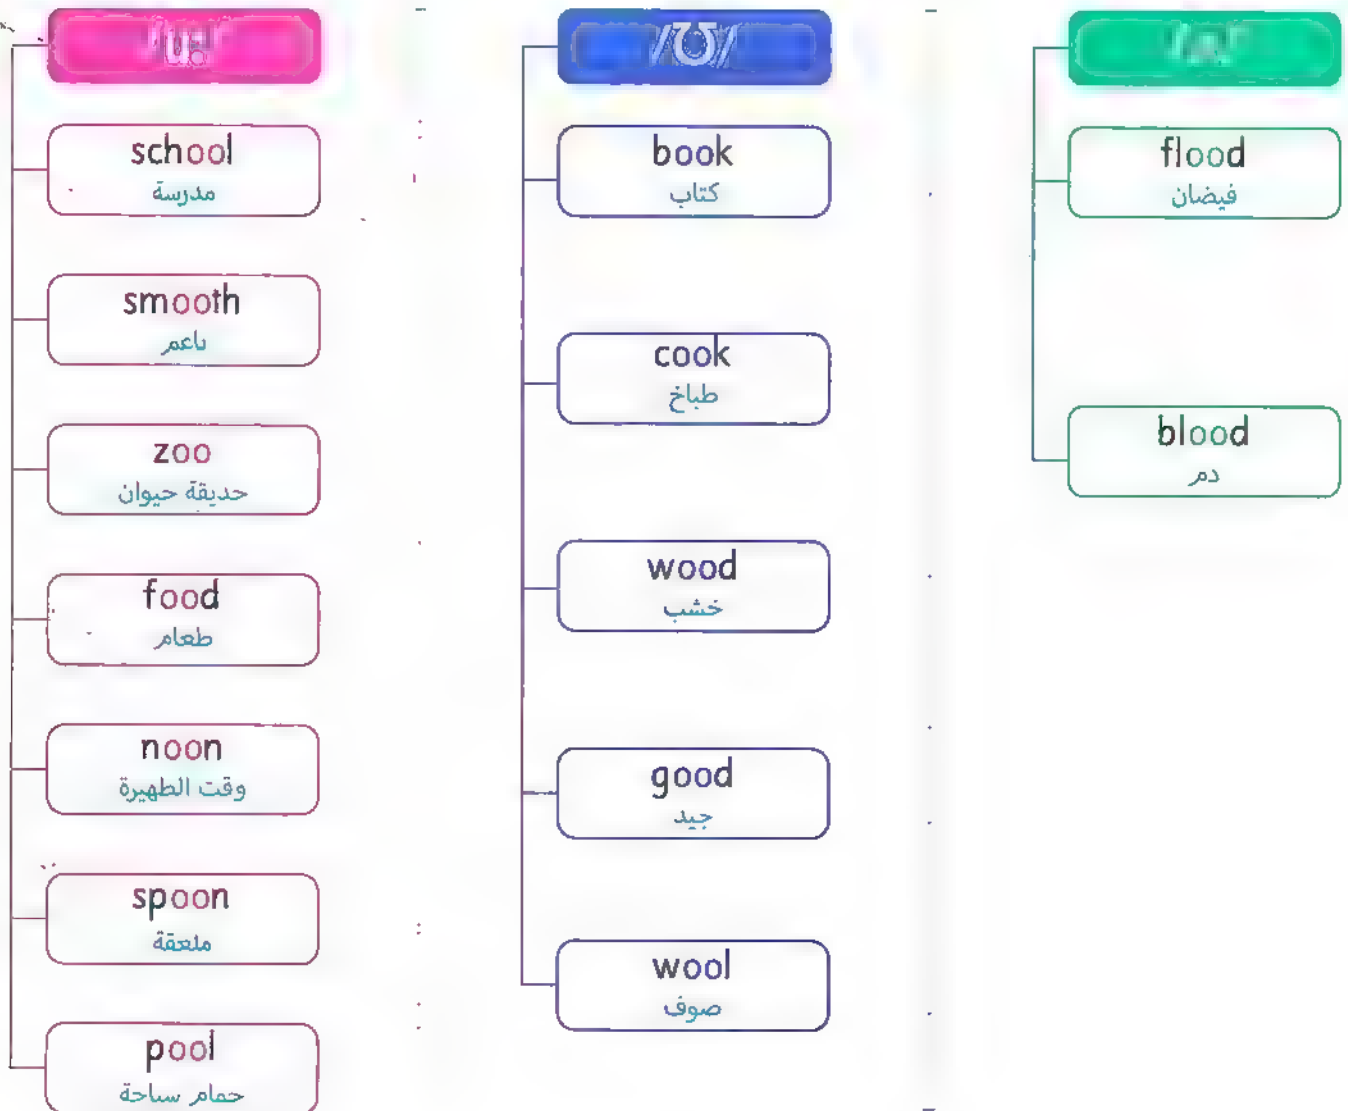 /ʊ/
school
مدرسة
smooth
ناعم
zoo
حديقة حيوان
food
طعام
noon
وقت الظهيرة
spoon
ملعقة
pool
حمام سباحة
book
كتاب
cook
طباخ
wood
خشب
good
جيد
wool
صوف
flood
فيضان
blood
دم